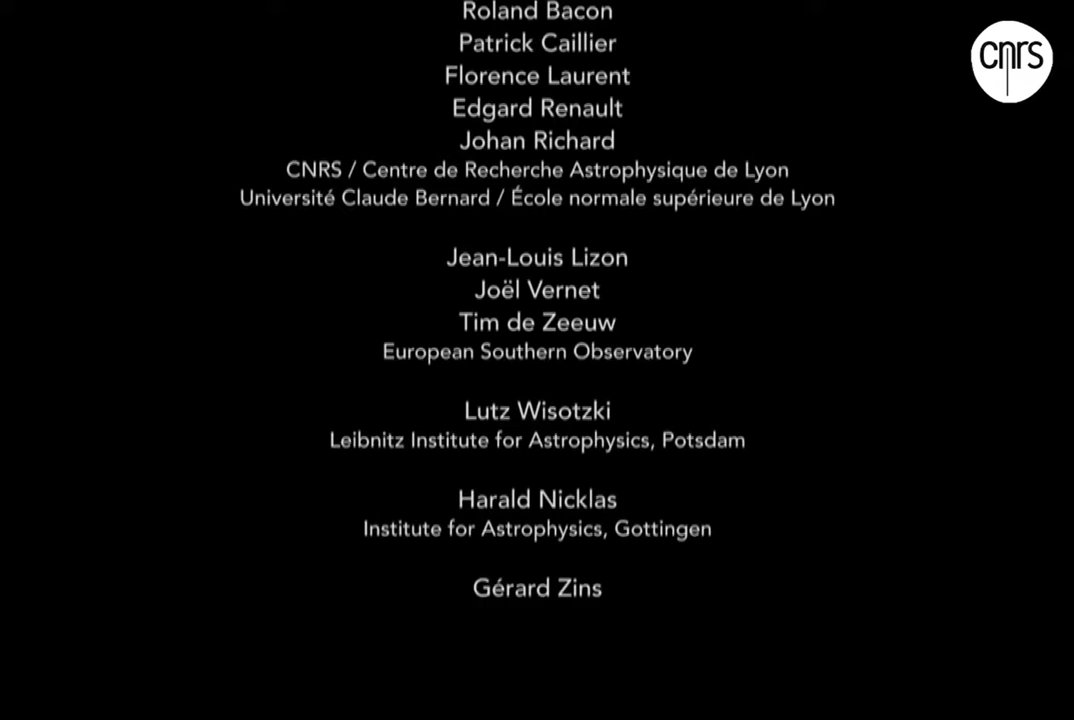 Roland Bacon
Patrick Caillier
Florence Laurent
Edgard Renault
Johan Richard
CNRS / Centre de Recherche Astrophysique de Lyon
Université Claude Bernard / École normale supérieure de Lyon
Jean-Louis Lizon
Joël Vernet
Tim de Zeeuw
European Southern Observatory
Lutz Wisotzki
Leibnitz Institute for Astrophysics, Potsdam
Harald Nicklas
Institute for Astrophysics, Gottingen
Gérard Zins
cnrs